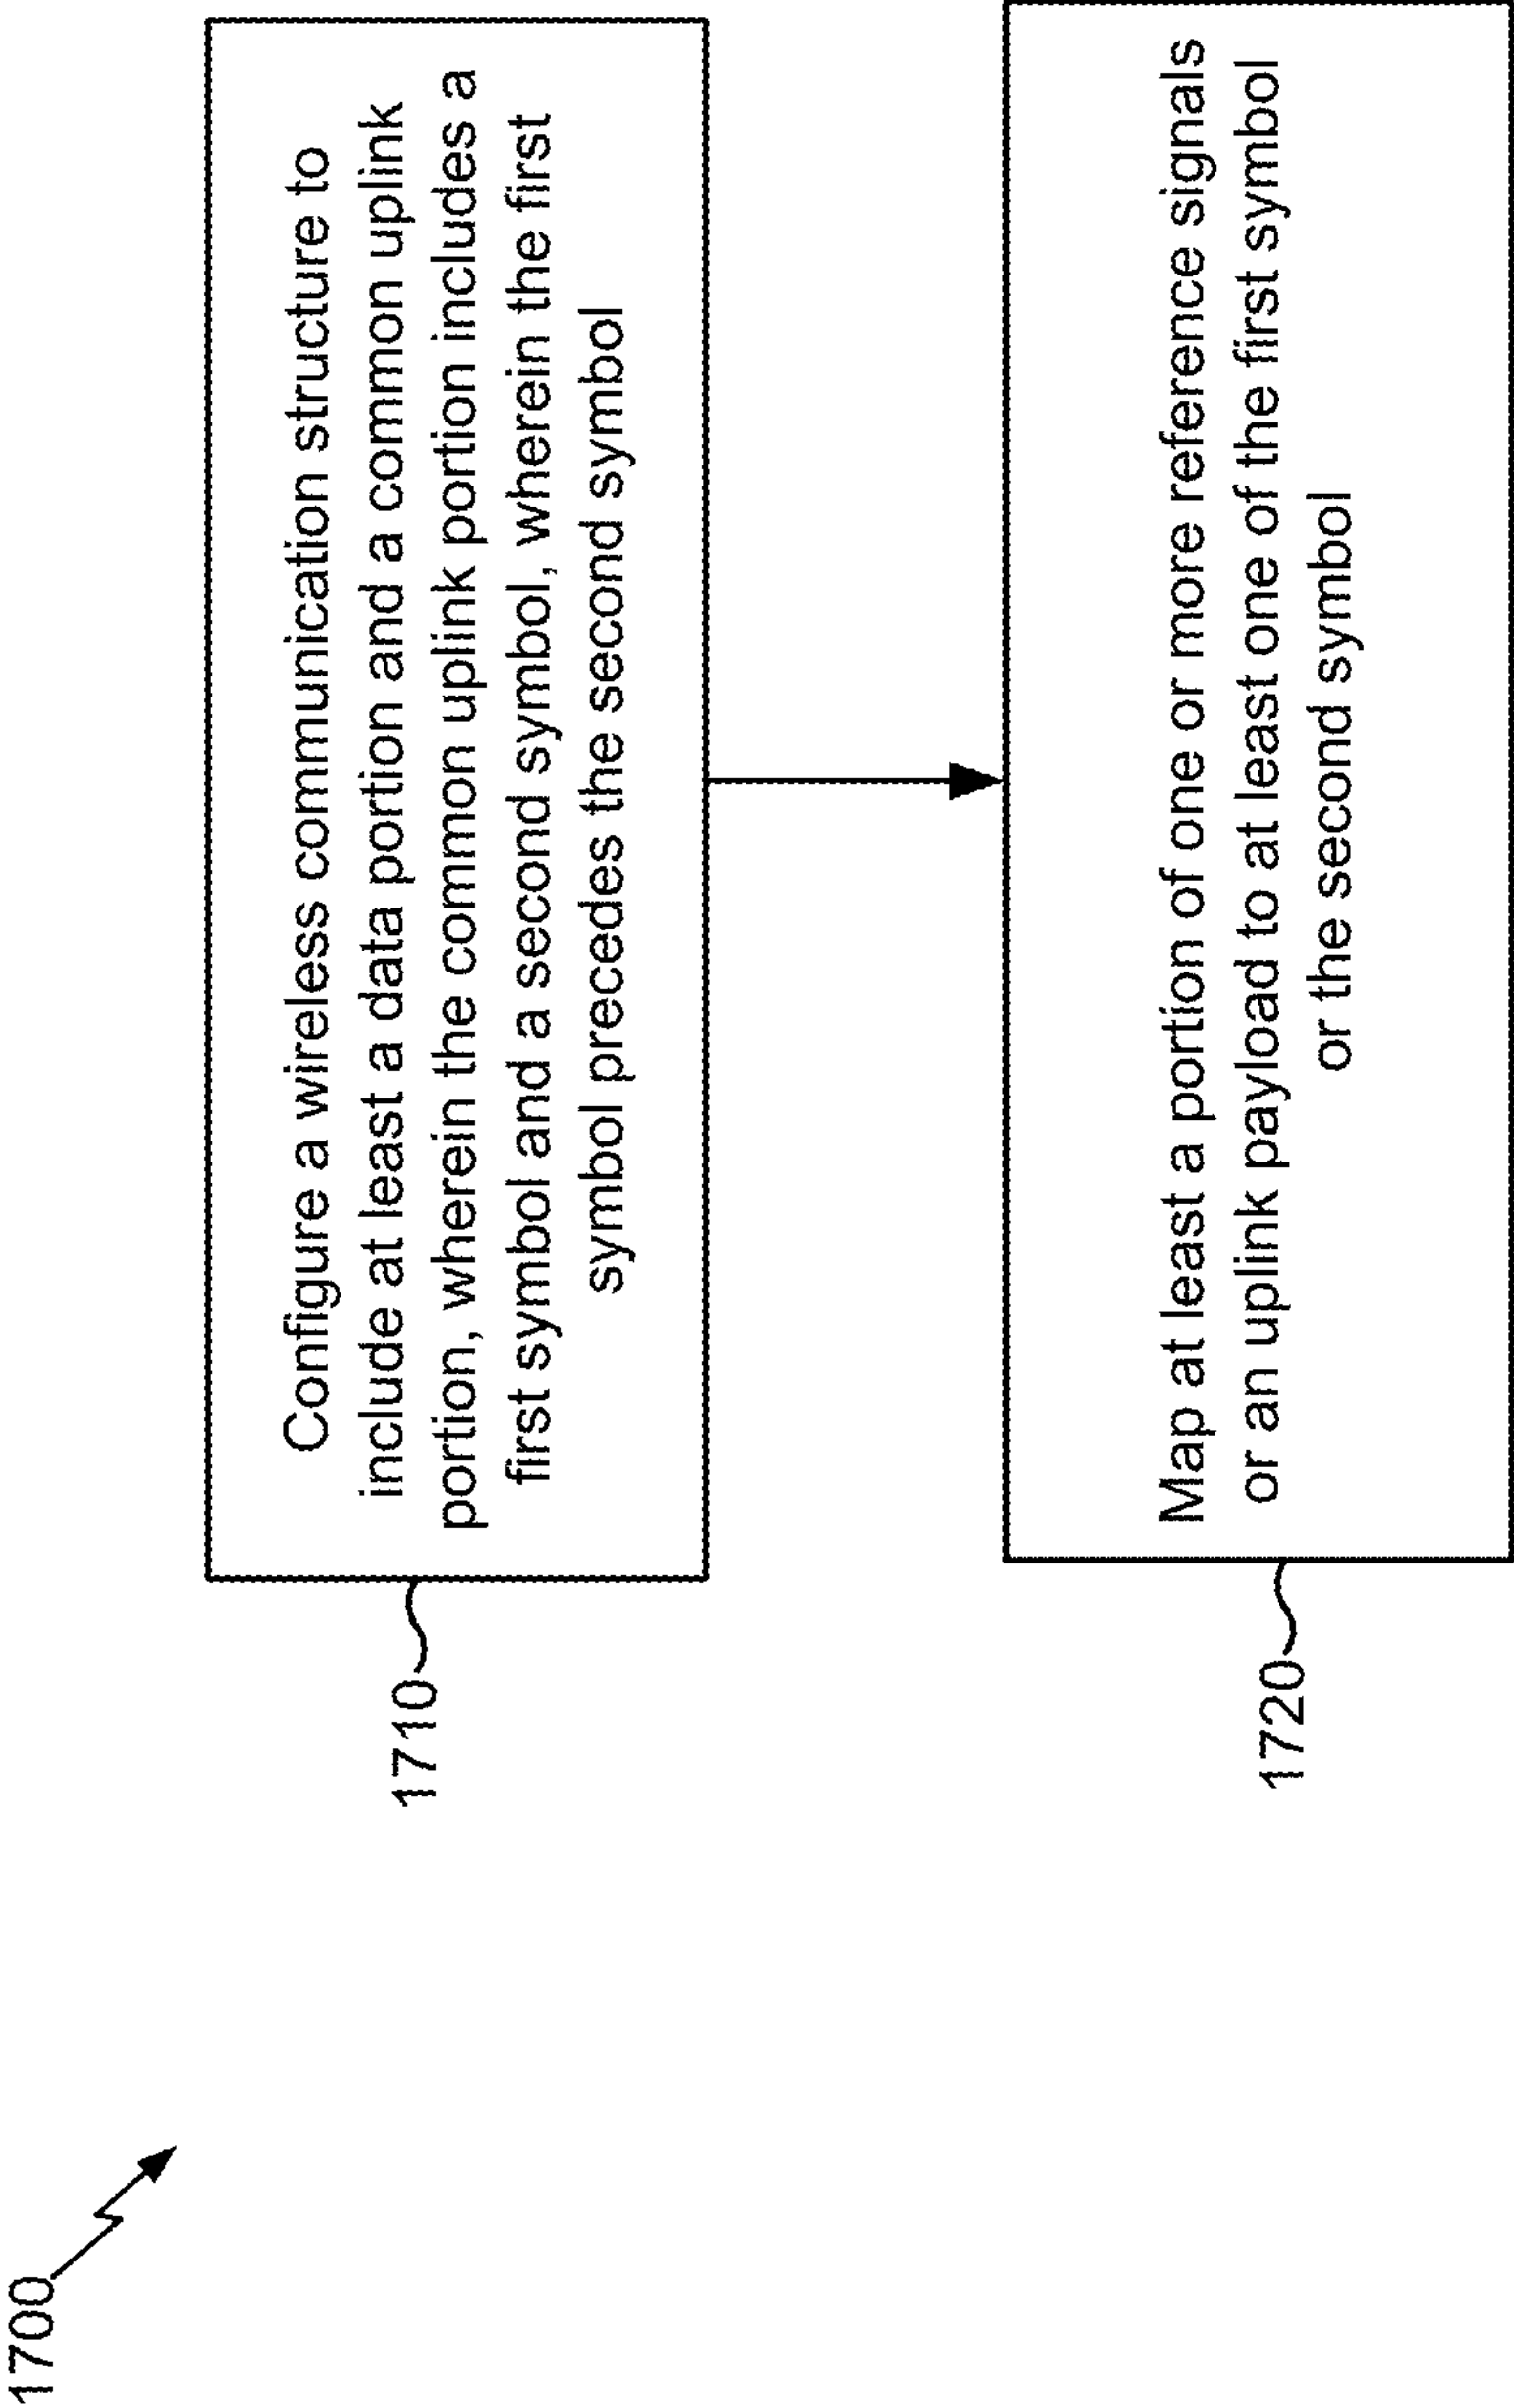 1700
1710
Configure a wireless communication structure to
include at least a data portion and a common uplink
portion, wherein the common uplink portion includes a
first symbol and a second symbol, wherein the first
symbol precedes the second symbol
1720
Map at least a portion of one or more reference signals
or an uplink payload to at least one of the first symbol
or the second symbol